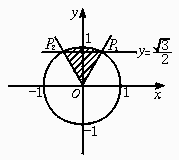 y
P₂ 1 P₁
y=√3/2
-1 O 1 x
-1